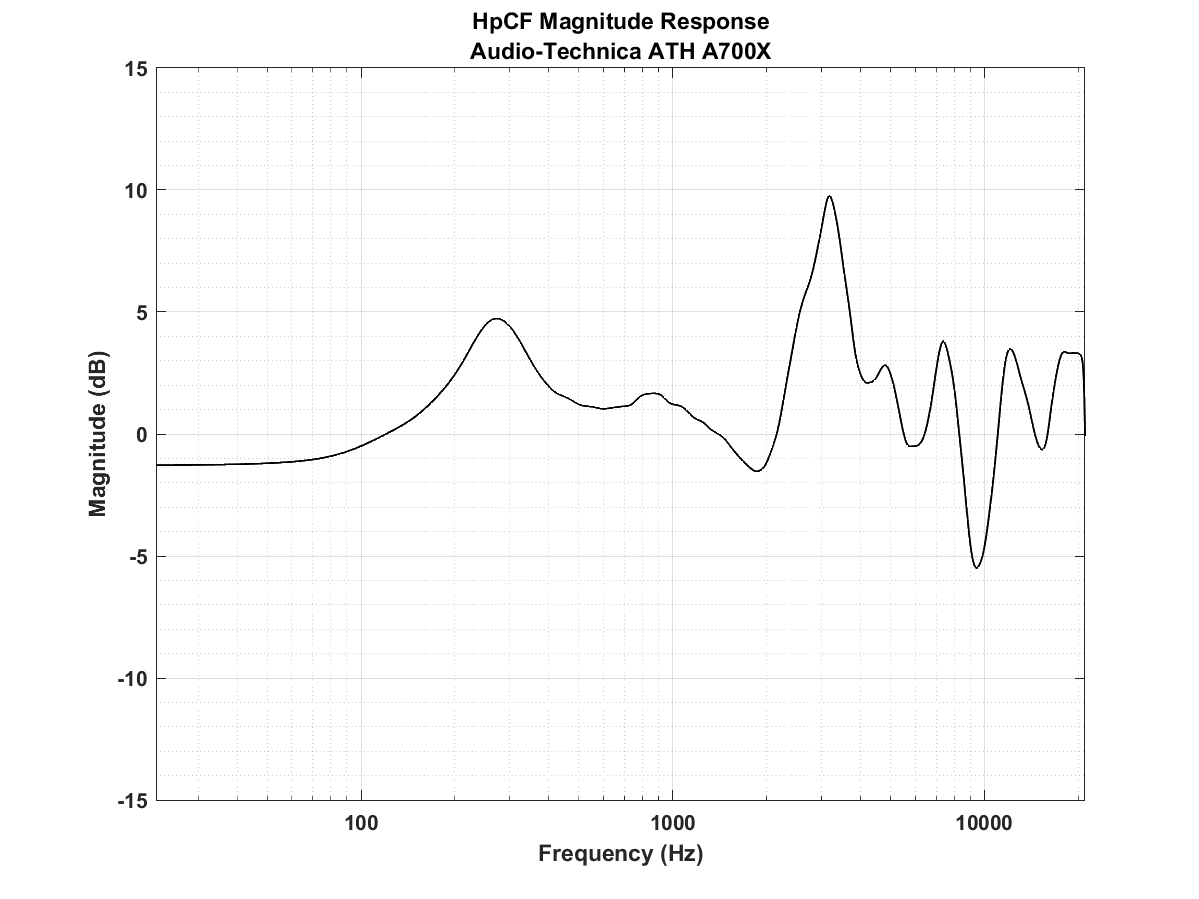 HpCF Magnitude Response
Audio-Technica ATH A700X
15
10
5
0
-5
-10
-15
Magnitude (dB)
100
1000
10000
Frequency (Hz)